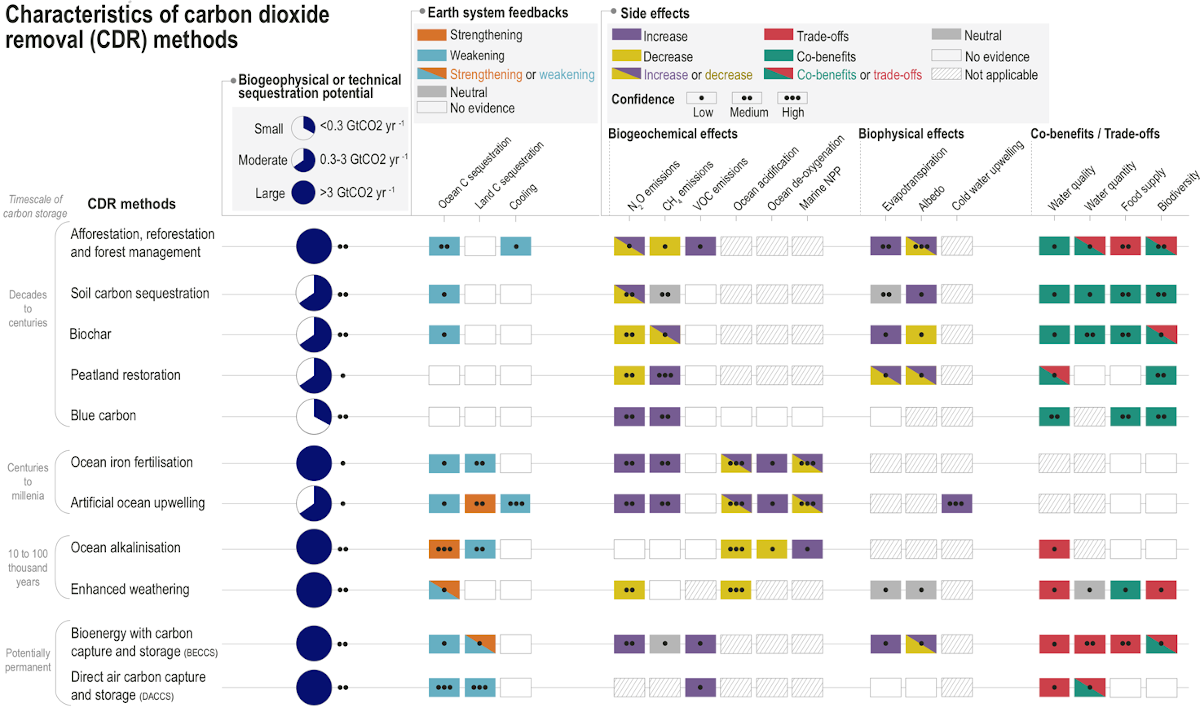 Characteristics of carbon dioxide
removal (CDR) methods
Biogeophysical or technical
sequestration potential
Small <0.3 GtCO2 yr -1
Moderate 0.3-3 GtCO2 yr -1
Large >3 GtCO2 yr -1
Earth system feedbacks
Strengthening
Weakening
Strengthening or weakening
Neutral
No evidence
Side effects
Increase
Decrease
Increase or decrease
Trade-offs
Co-benefits
Co-benefits or trade-offs
Neutral
No evidence
Not applicable
Confidence
Low
Medium
High
Biogeochemical effects
Biophysical effects
Co-benefits / Trade-offs
Ocean C sequestration
Land C sequestration
Cooling
N2O emissions
CH4 emissions
VOC emissions
Ocean acidification
Ocean de-oxygenation
Marine NPP
Evapotranspiration
Albedo
Cold water upwelling
Water quality
Water quantity
Food supply
Biodiversity
Timescale of
carbon storage
CDR methods
Decades
to
centuries
Afforestation, reforestation
and forest management
Soil carbon sequestration
Biochar
Peatland restoration
Blue carbon
Centuries
to
millenia
Ocean iron fertilisation
Artificial ocean upwelling
10 to 100
thousand
years
Ocean alkalinisation
Enhanced weathering
Potentially
permanent
Bioenergy with carbon
capture and storage (BECCS)
Direct air carbon capture
and storage (DACCS)